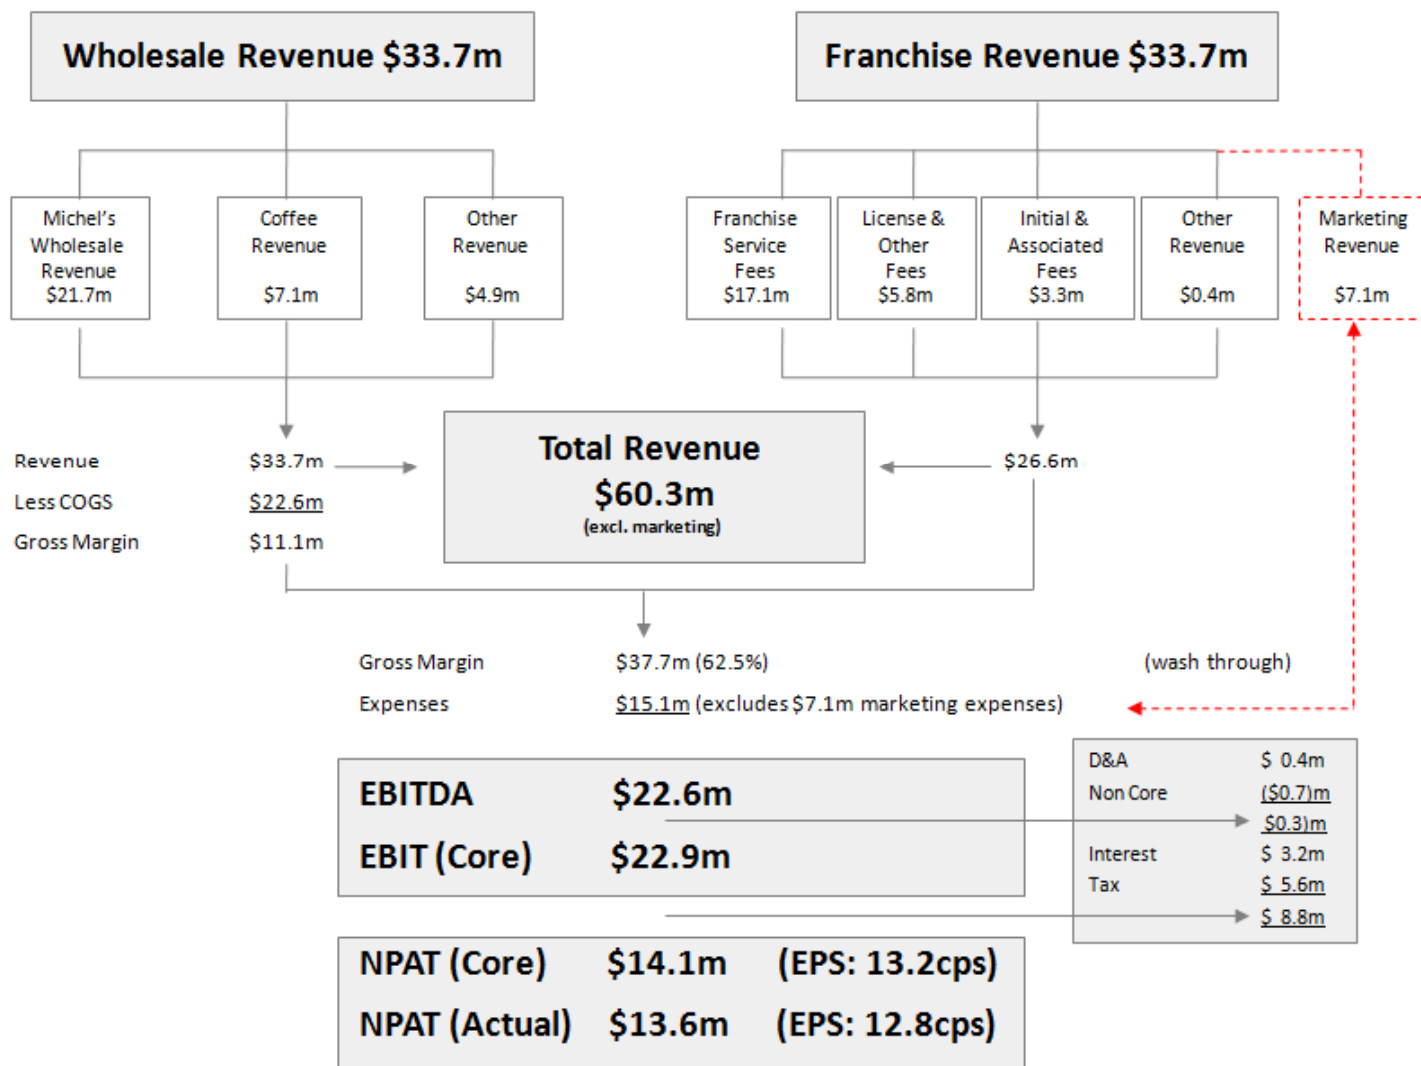 Wholesale Revenue $33.7m
Franchise Revenue $33.7m
Michel's
Wholesale
Revenue
$21.7m
Coffee
Revenue
$7.1m
Other
Revenue
$4.9m
Franchise
Service
Fees
$17.1m
License &
Other
Fees
$5.8m
Initial &
Associated
Fees
$3.3m
Other
Revenue
$0.4m
Marketing
Revenue
$7.1m
Revenue $33.7m
Less COGS $22.6m
Gross Margin $11.1m
Total Revenue
$60.3m
(excl. marketing)
$26.6m
Gross Margin $37.7m (62.5%) (wash through)
Expenses $15.1m (excludes $7.1m marketing expenses)
EBITDA $22.6m
EBIT (Core) $22.9m
D&A $ 0.4m
Non Core ($0.7)m
$0.3)m
Interest $ 3.2m
Tax $ 5.6m
$ 8.8m
NPAT (Core) $14.1m (EPS: 13.2cps)
NPAT (Actual) $13.6m (EPS: 12.8cps)